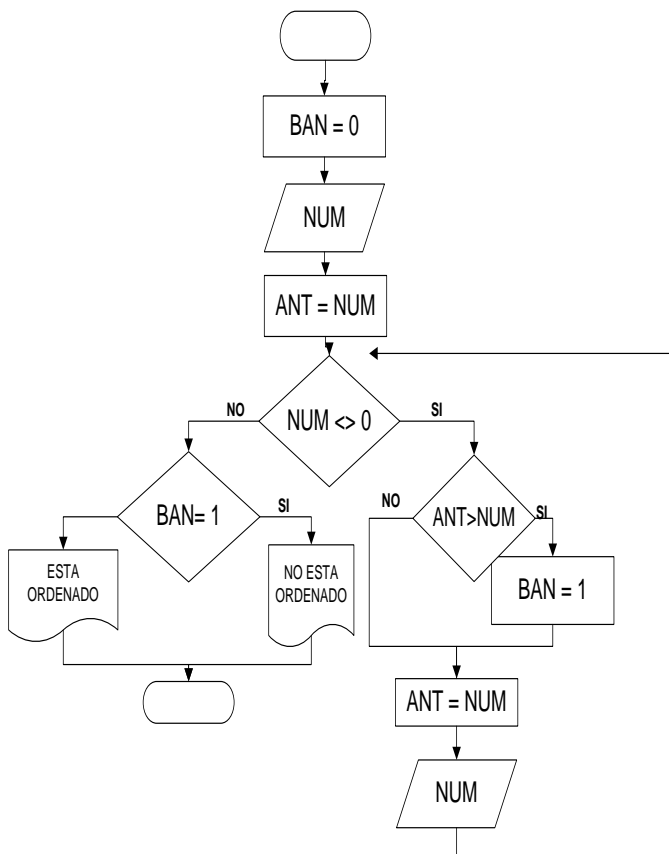 BAN = 0
NUM
ANT = NUM
NUM <> 0
NO
SI
BAN= 1
SI
NO
ANT>NUM
SI
ESTA
ORDENADO
NO ESTA
ORDENADO
BAN = 1
ANT = NUM
NUM